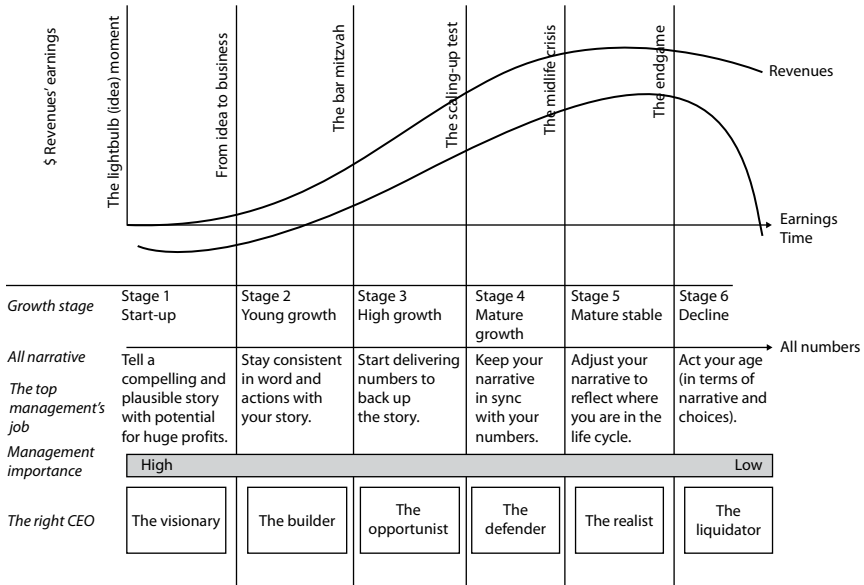 $ Revenues' earnings
The lightbulb (idea) moment
From idea to business
The bar mitzvah
The scaling-up test
The midlife crisis
The endgame
Revenues
Earnings
Time
Growth stage
Stage 1
Start-up
Stage 2
Young growth
Stage 3
High growth
Stage 4
Mature
growth
Stage 5
Mature stable
Stage 6
Decline
All narrative
All numbers
The top
management's
job
Tell a
compelling and
plausible story
with potential
for huge profits.
Stay consistent
in word and
actions with
your story.
Start delivering
numbers to
back up
the story.
Keep your
narrative
in sync
with your
numbers.
Adjust your
narrative to
reflect where
you are in the
life cycle.
Act your age
(in terms of
narrative and
choices).
Management
importance
High
Low
The right CEO
The visionary
The builder
The
opportunist
The
defender
The realist
The
liquidator